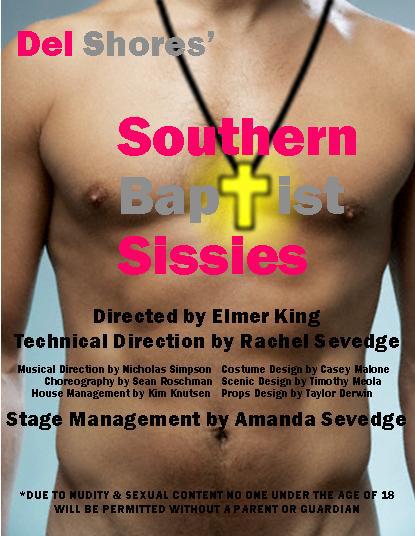 Del Shores'
Southern
Baptist
Sissies
Directed by Elmer King
Technical Direction by Rachel Sevedge
Musical Direction by Nicholas Simpson Costume Design by Casey Malone
Choreography by Sean Roschman Scenic Design by Timothy Meola
House Management by Kim Knutsen Props Design by Taylor Derwin
Stage Management by Amanda Sevedge
*DUE TO NUDITY & SEXUAL CONTENT NO ONE UNDER THE AGE OF 18
WILL BE PERMITTED WITHOUT A PARENT OR GUARDIAN